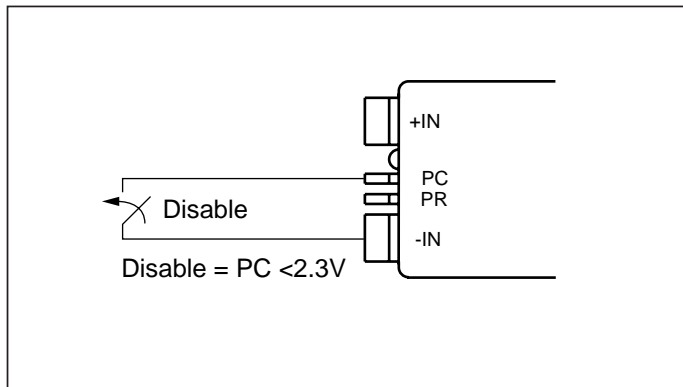 +IN
PC
PR
Disable
-IN
Disable = PC <2.3V